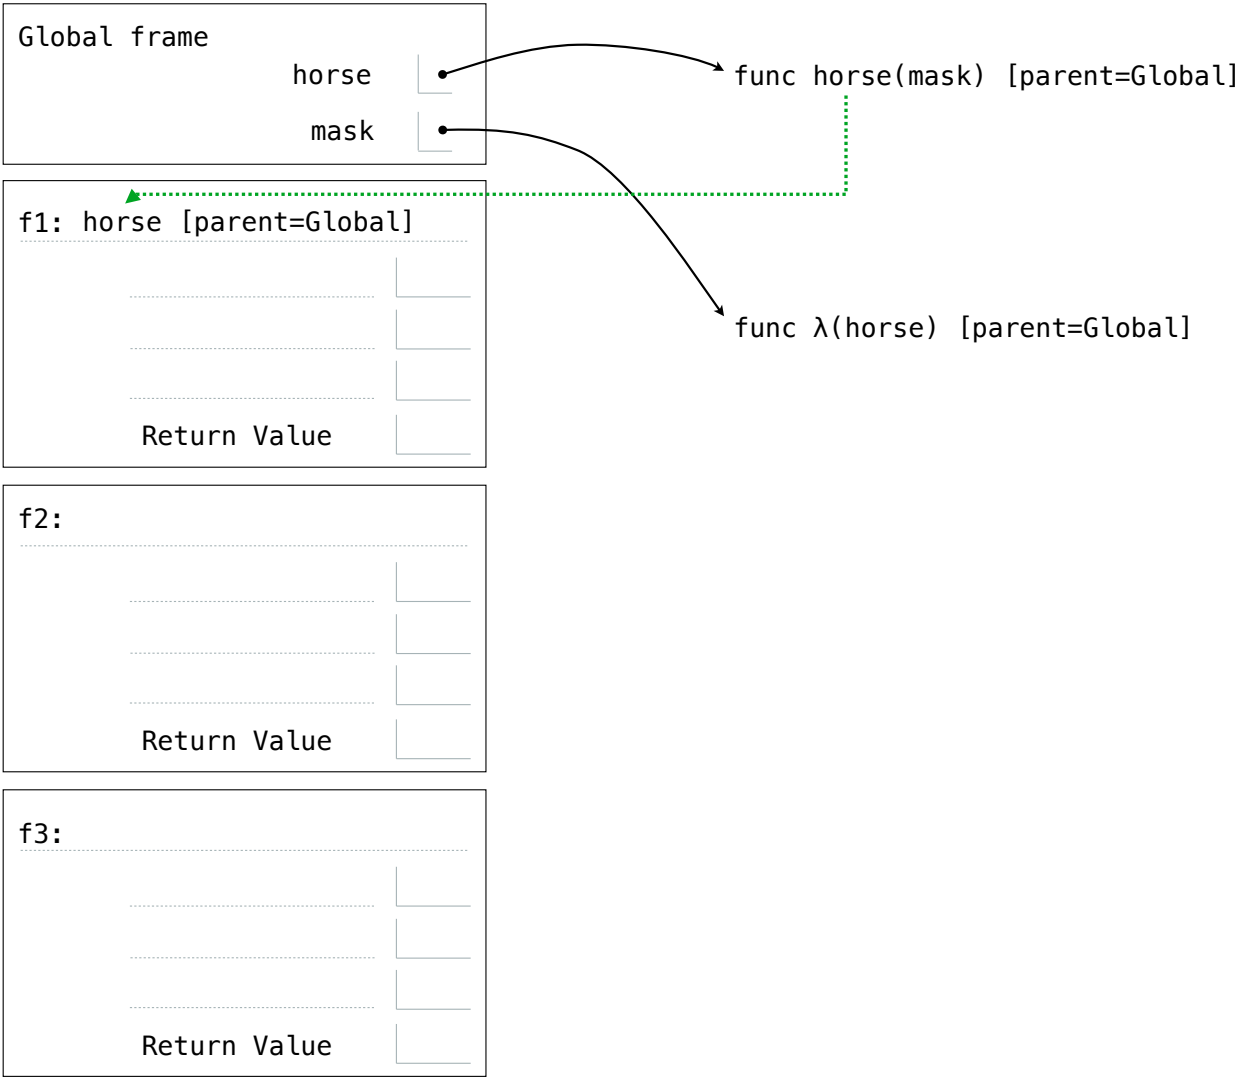 Global frame
horse
func horse(mask) [parent=Global]
mask
f1: horse [parent=Global]
func λ(horse) [parent=Global]
Return Value
f2:
Return Value
f3:
Return Value